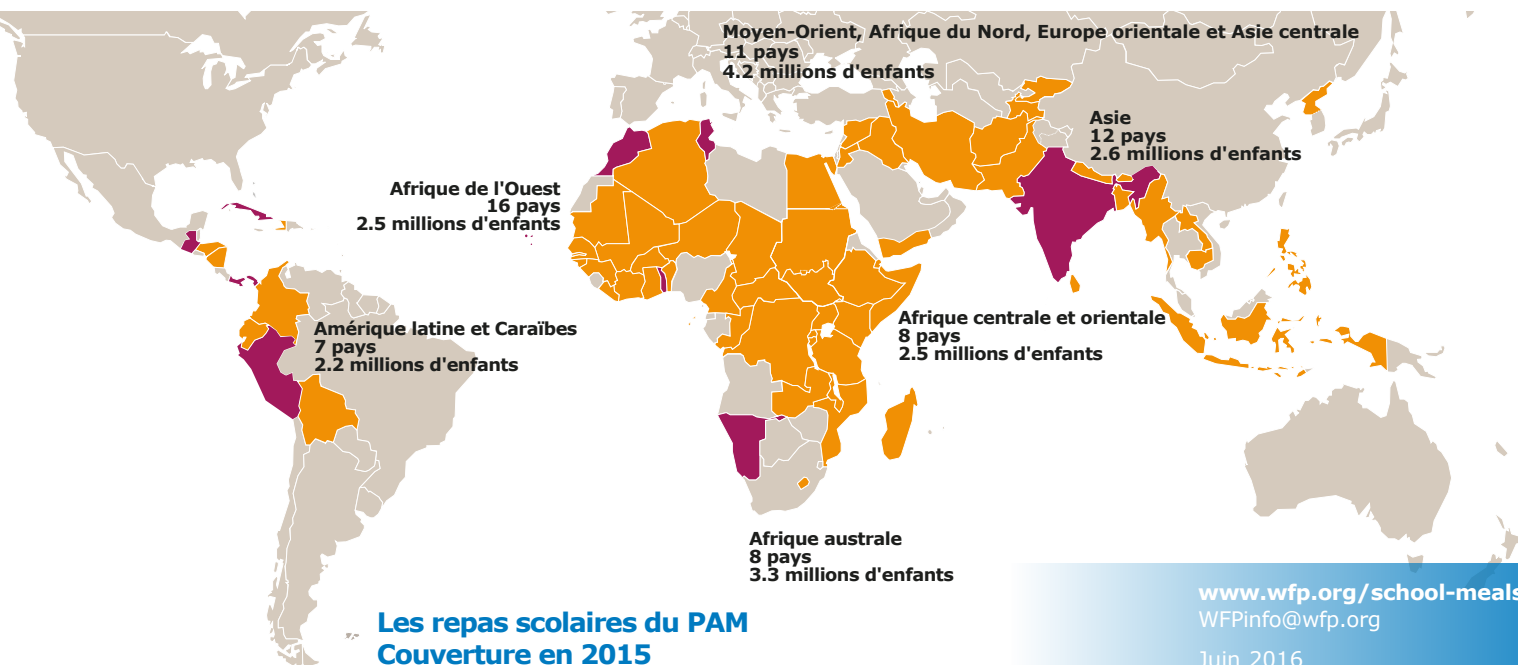 Moyen-Orient, Afrique du Nord, Europe orientale et Asie centrale
11 pays
4.2 millions d'enfants
Asie
12 pays
2.6 millions d'enfants
Afrique de l'Ouest
16 pays
2.5 millions d'enfants
Amérique latine et Caraïbes
7 pays
2.2 millions d'enfants
Afrique centrale et orientale
8 pays
2.5 millions d'enfants
Afrique australe
8 pays
3.3 millions d'enfants
Les repas scolaires du PAM
Couverture en 2015
www.wfp.org/school-meals
WFPinfo@wfp.org
Juin 2016